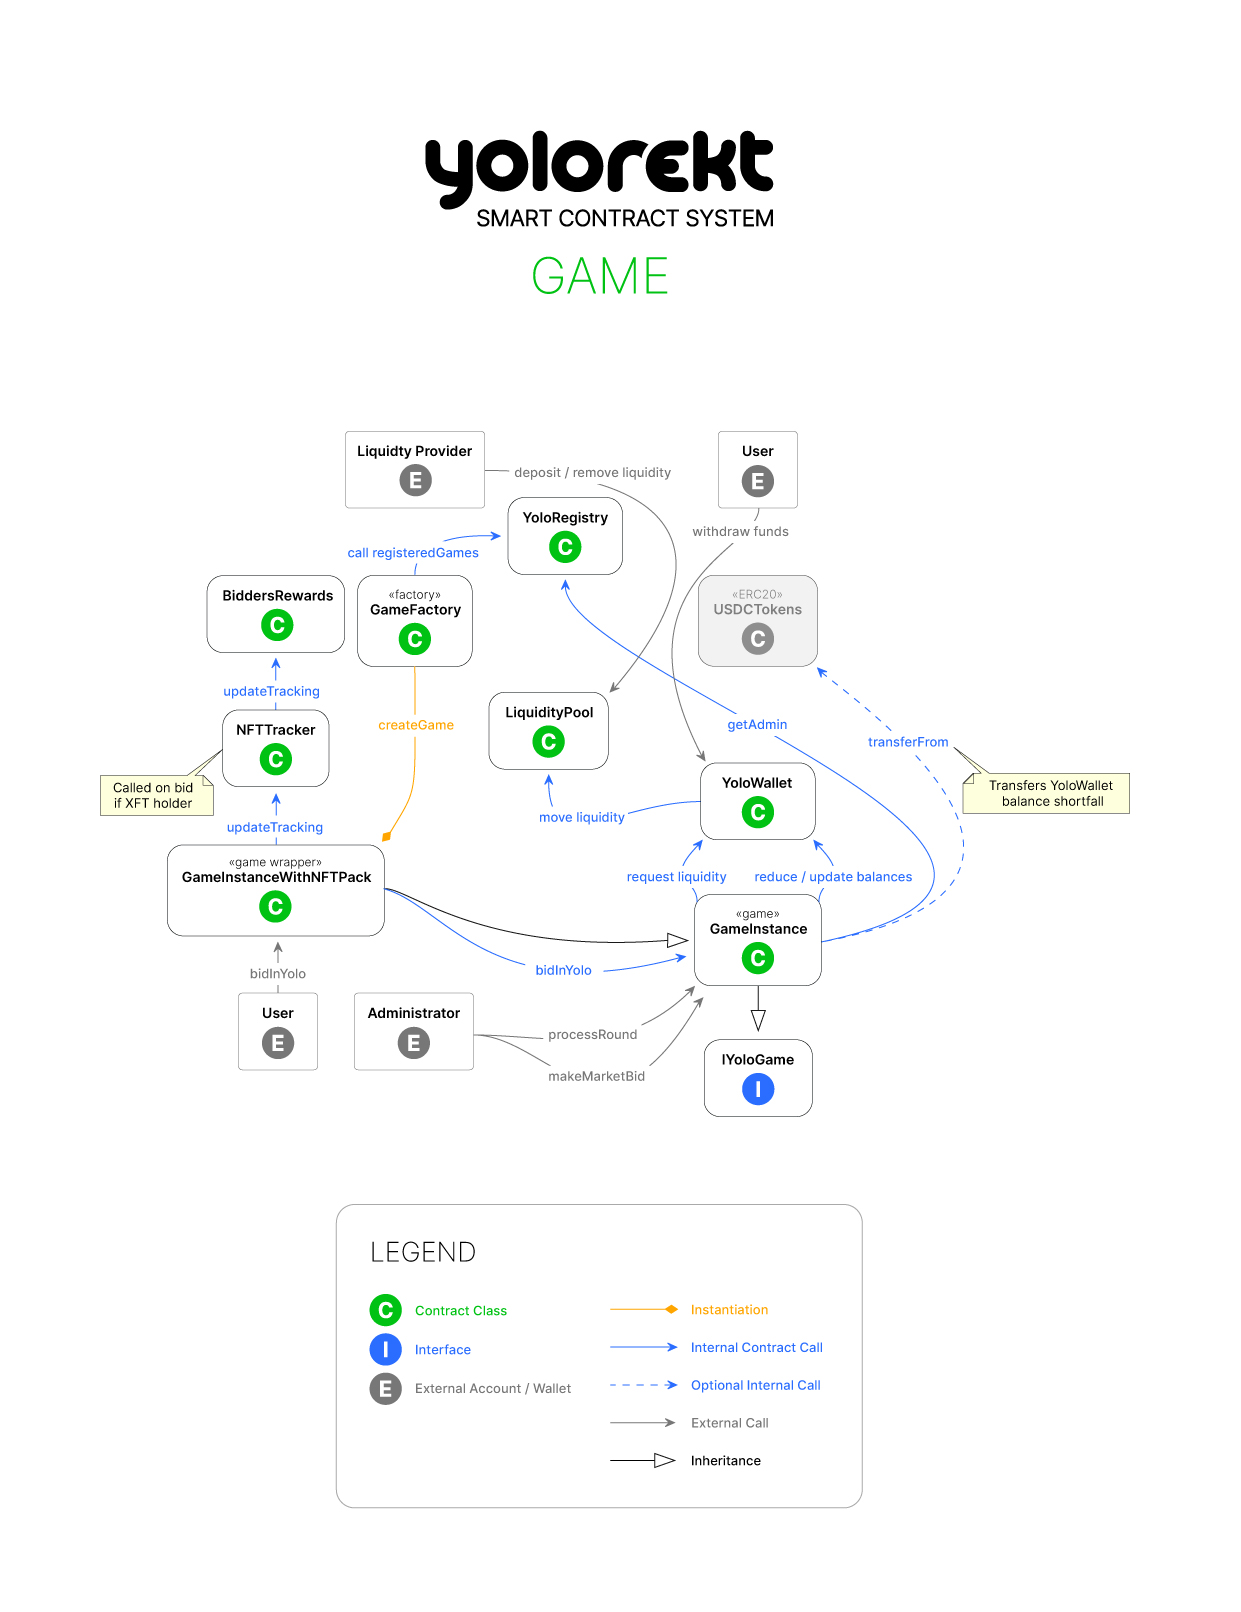 yolorekt
SMART CONTRACT SYSTEM
GAME
Liquidty Provider
E
deposit / remove liquidity
User
E
withdraw funds
YoloRegistry
C
call registeredGames
BiddersRewards
C
«factory»
GameFactory
C
«ERC20»
USDCTokens
C
updateTracking
createGame
NFTTracker
C
Called on bid
if XFT holder
LiquidityPool
C
getAdmin
transferFrom
Transfers YoloWallet
balance shortfall
YoloWallet
C
move liquidity
updateTracking
«game wrapper»
GameInstanceWithNFTPack
C
request liquidity
reduce / update balances
«game»
GameInstance
C
bidInYolo
bidInYolo
User
E
Administrator
E
processRound
makeMarketBid
IYoloGame
I
LEGEND
C Contract Class
I Interface
E External Account / Wallet
Instantiation
Internal Contract Call
Optional Internal Call
External Call
Inheritance